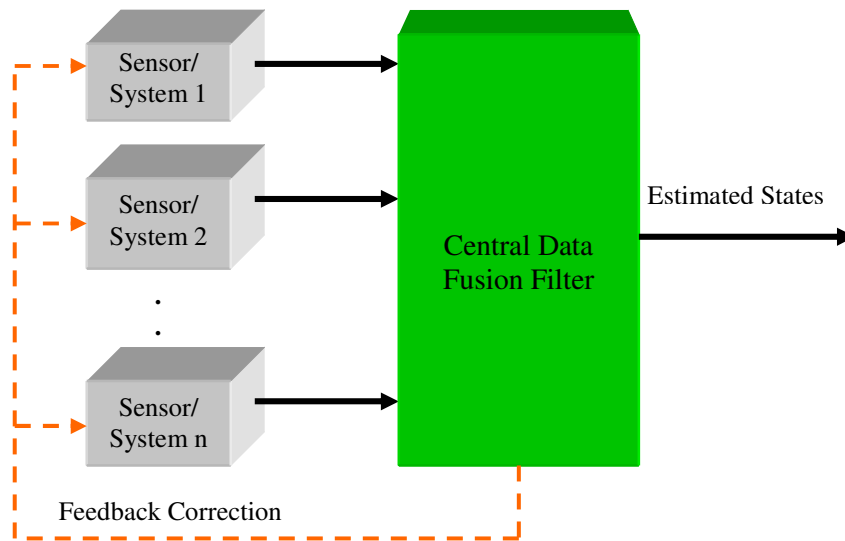 Sensor/
System 1
Sensor/
System 2
.
.
Sensor/
System n
Central Data
Fusion Filter
Estimated States
Feedback Correction